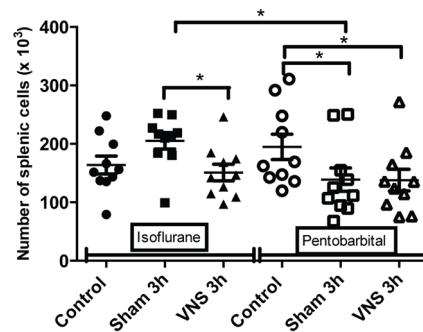 *
*
*
*
Number of splenic cells (x 10³)
400
300
200
100
0
Isoflurane
Pentobarbital
Control
Sham 3h
VNS 3h
Control
Sham 3h
VNS 3h